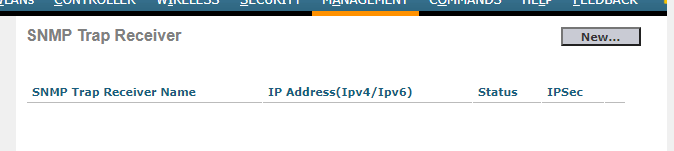 WLANs CONTROLLER WIRELESS SECURITY MANAGEMENT COMMANDS HELP FEEDBACK
SNMP Trap Receiver New...
SNMP Trap Receiver Name IP Address(Ipv4/Ipv6) Status IPSec